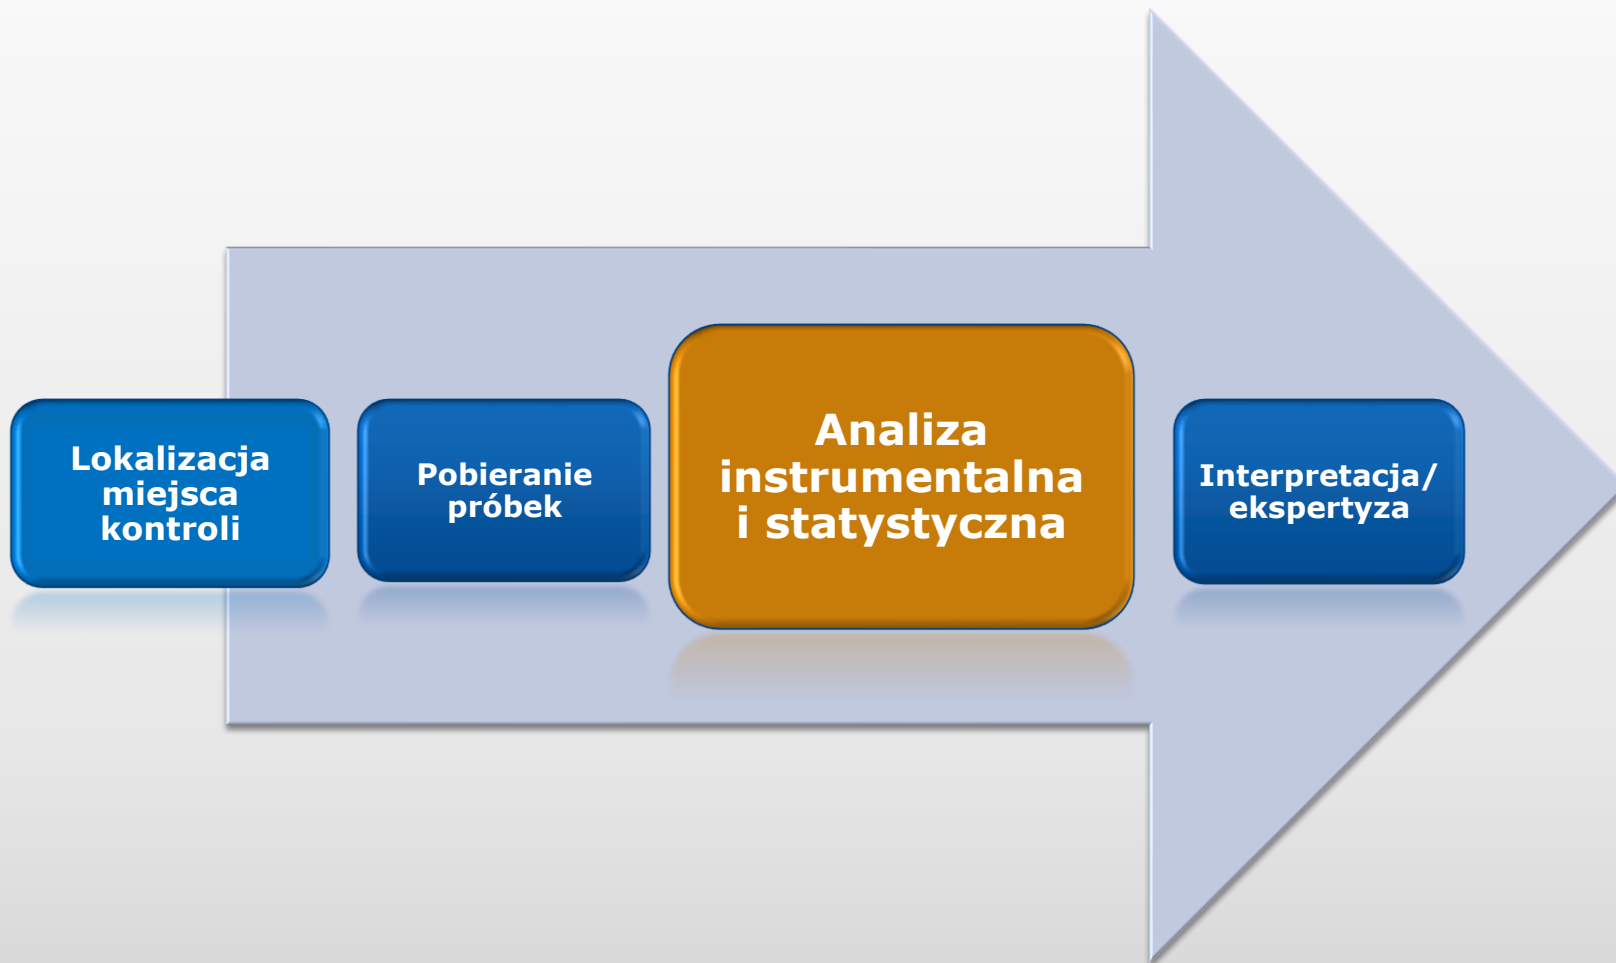 Lokalizacja
miejsca
kontroli
Pobieranie
próbek
Analiza
instrumentalna
i statystyczna
Interpretacja/
ekspertyza